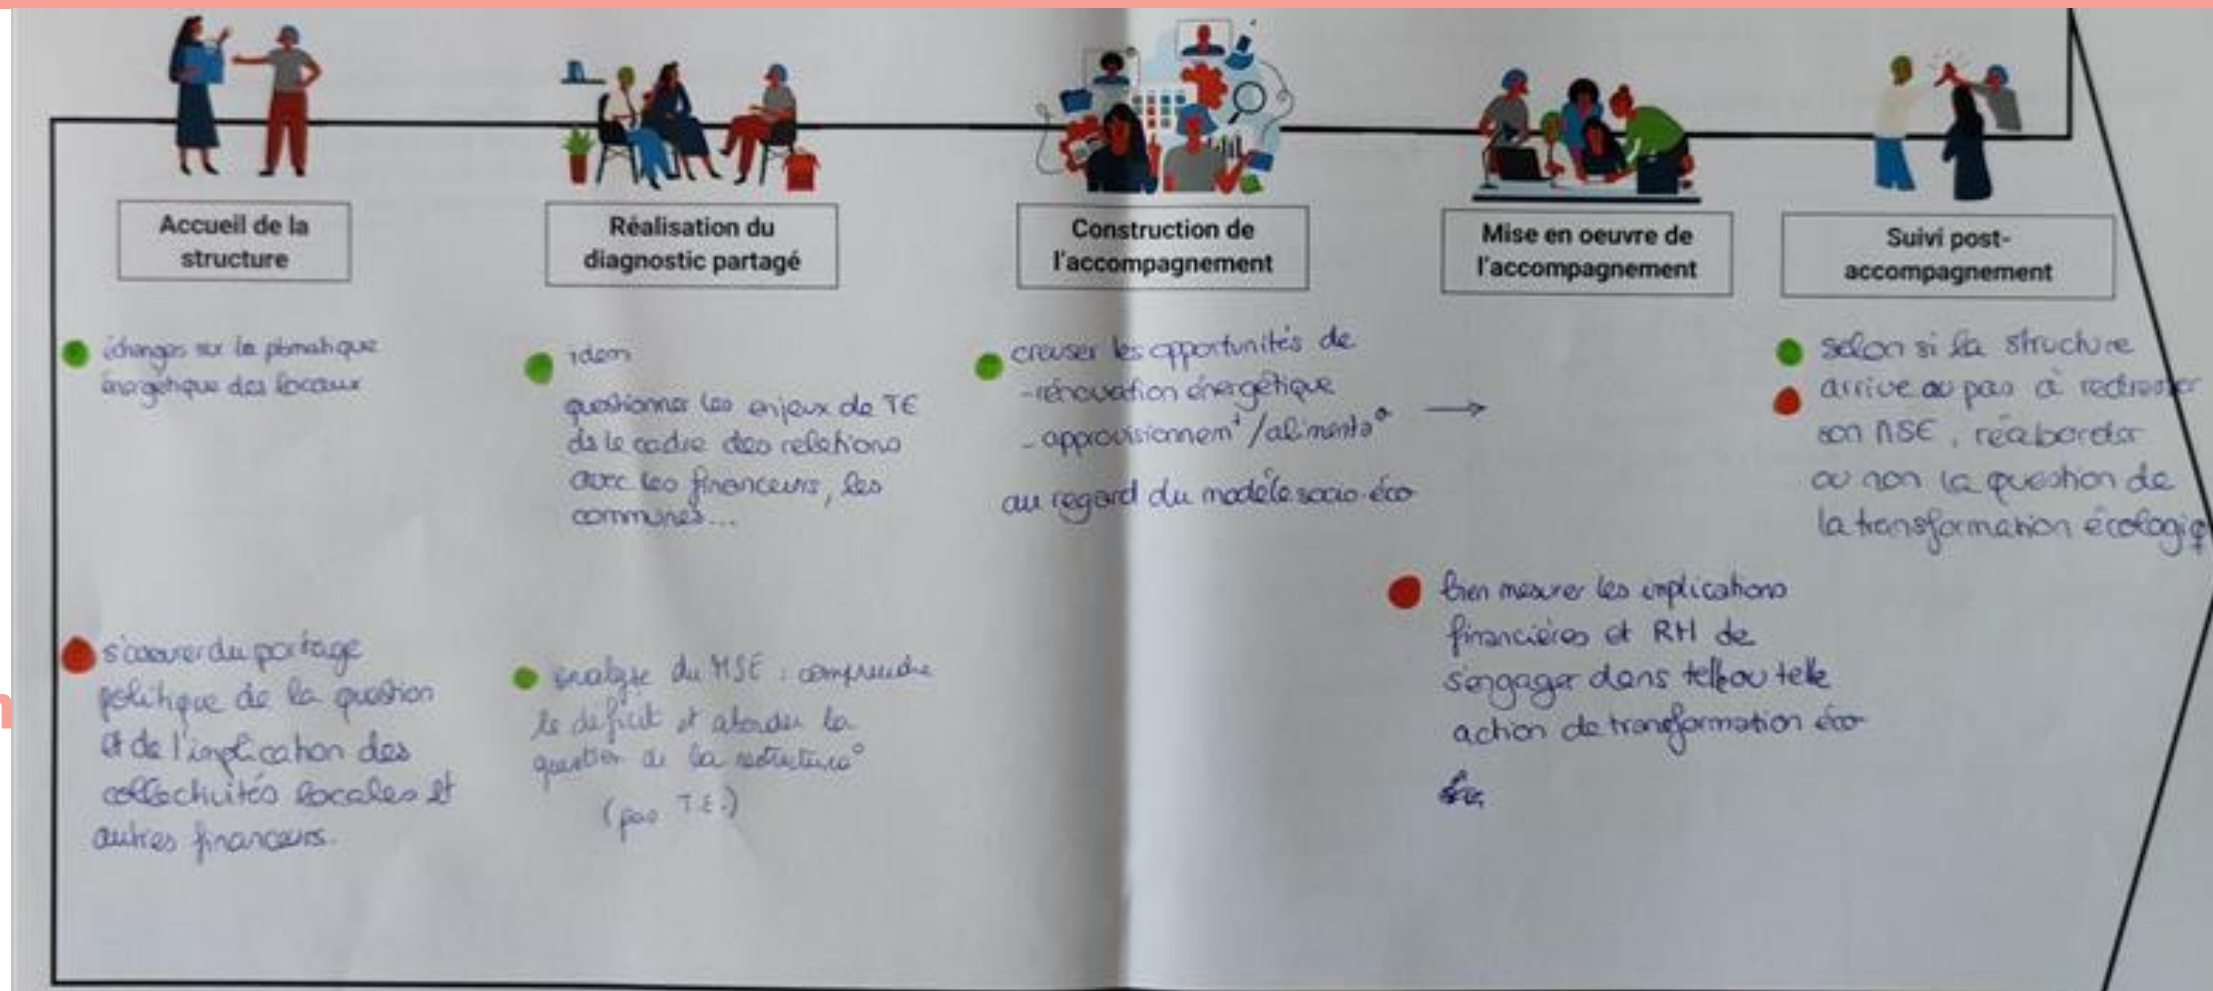 Accueil de la
structure
échanges sur la pbmatique
énergétique des locaux
s'assurer du portage
politique de la question
et de l'implication des
collectivités locales et
autres financeurs.
Réalisation du
diagnostic partagé
idem
questionner les enjeux de TE
ds le cadre des relations
avec les financeurs, les
communes...
analyse du MSE : comprendre
le déficit et aborder la
question de la restructura°
(pas T.E.)
Construction de
l'accompagnement
creuser les opportunités de
- rénovation énergétique
- approvisionnemt / alimenta°
au regard du modèle socio-éco
→
Mise en oeuvre de
l'accompagnement
bien mesurer les implications
financières et RH de
s'engager dans telle ou telle
action de transformation éco
Suivi post-
accompagnement
selon si la structure
arrive ou pas à redresser
son MSE, réaborder
ou non la question de
la transformation écologiq